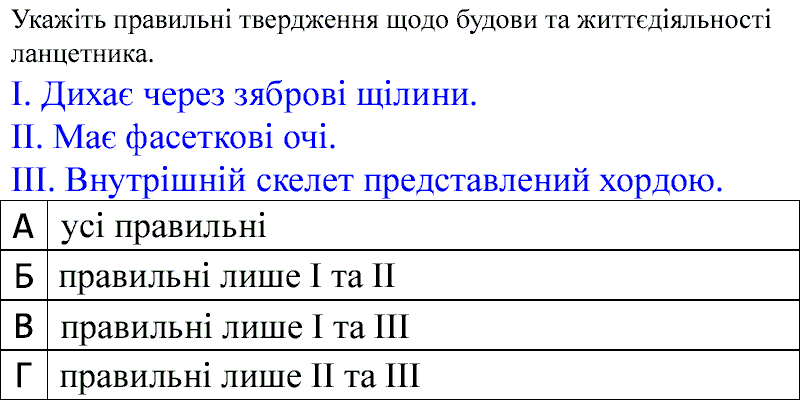 Укажіть правильні твердження щодо будови та життєдіяльності
ланцетника.
I. Дихає через зяброві щілини.
II. Має фасеткові очі.
III. Внутрішній скелет представлений хордою.
А усі правильні
Б правильні лише I та II
В правильні лише I та III
Г правильні лише II та III